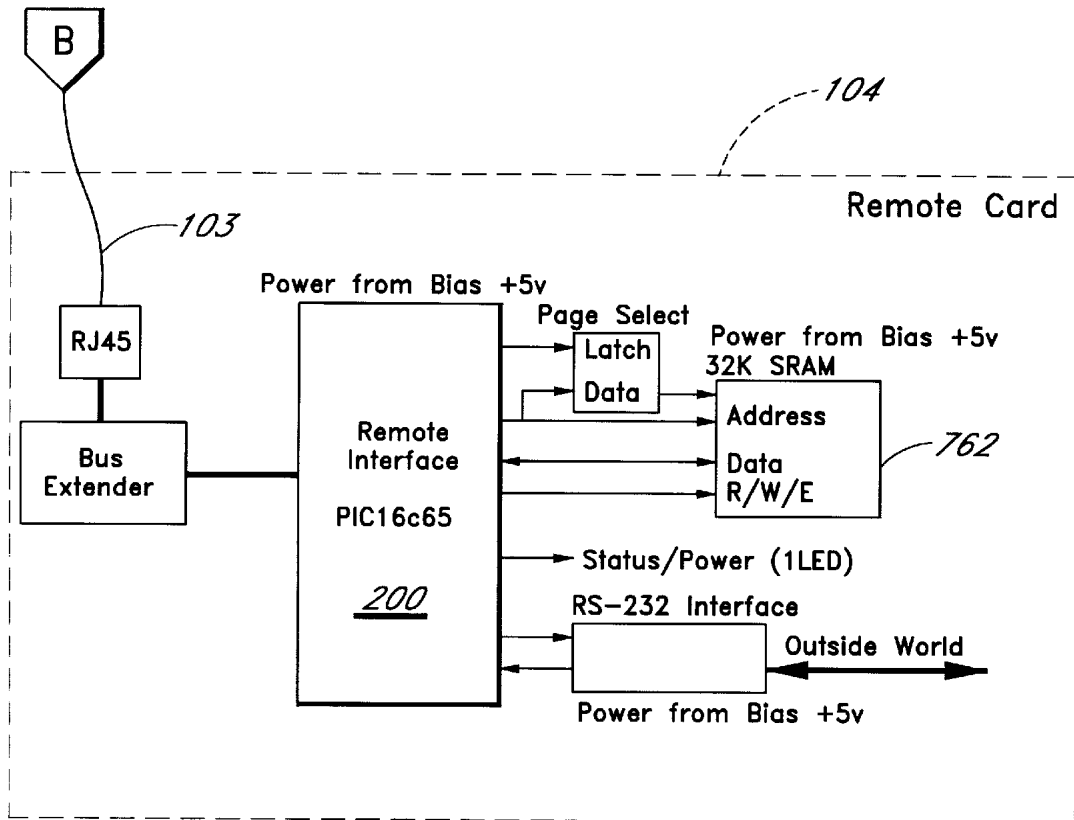 B
104
Remote Card
103
Power from Bias +5v
Page Select
RJ45
Latch
Power from Bias +5v
32K SRAM
Data
Address
Remote
Interface
762
Bus
Extender
Data
R/W/E
PIC16c65
Status/Power (1LED)
200
RS-232 Interface
Outside World
Power from Bias +5v